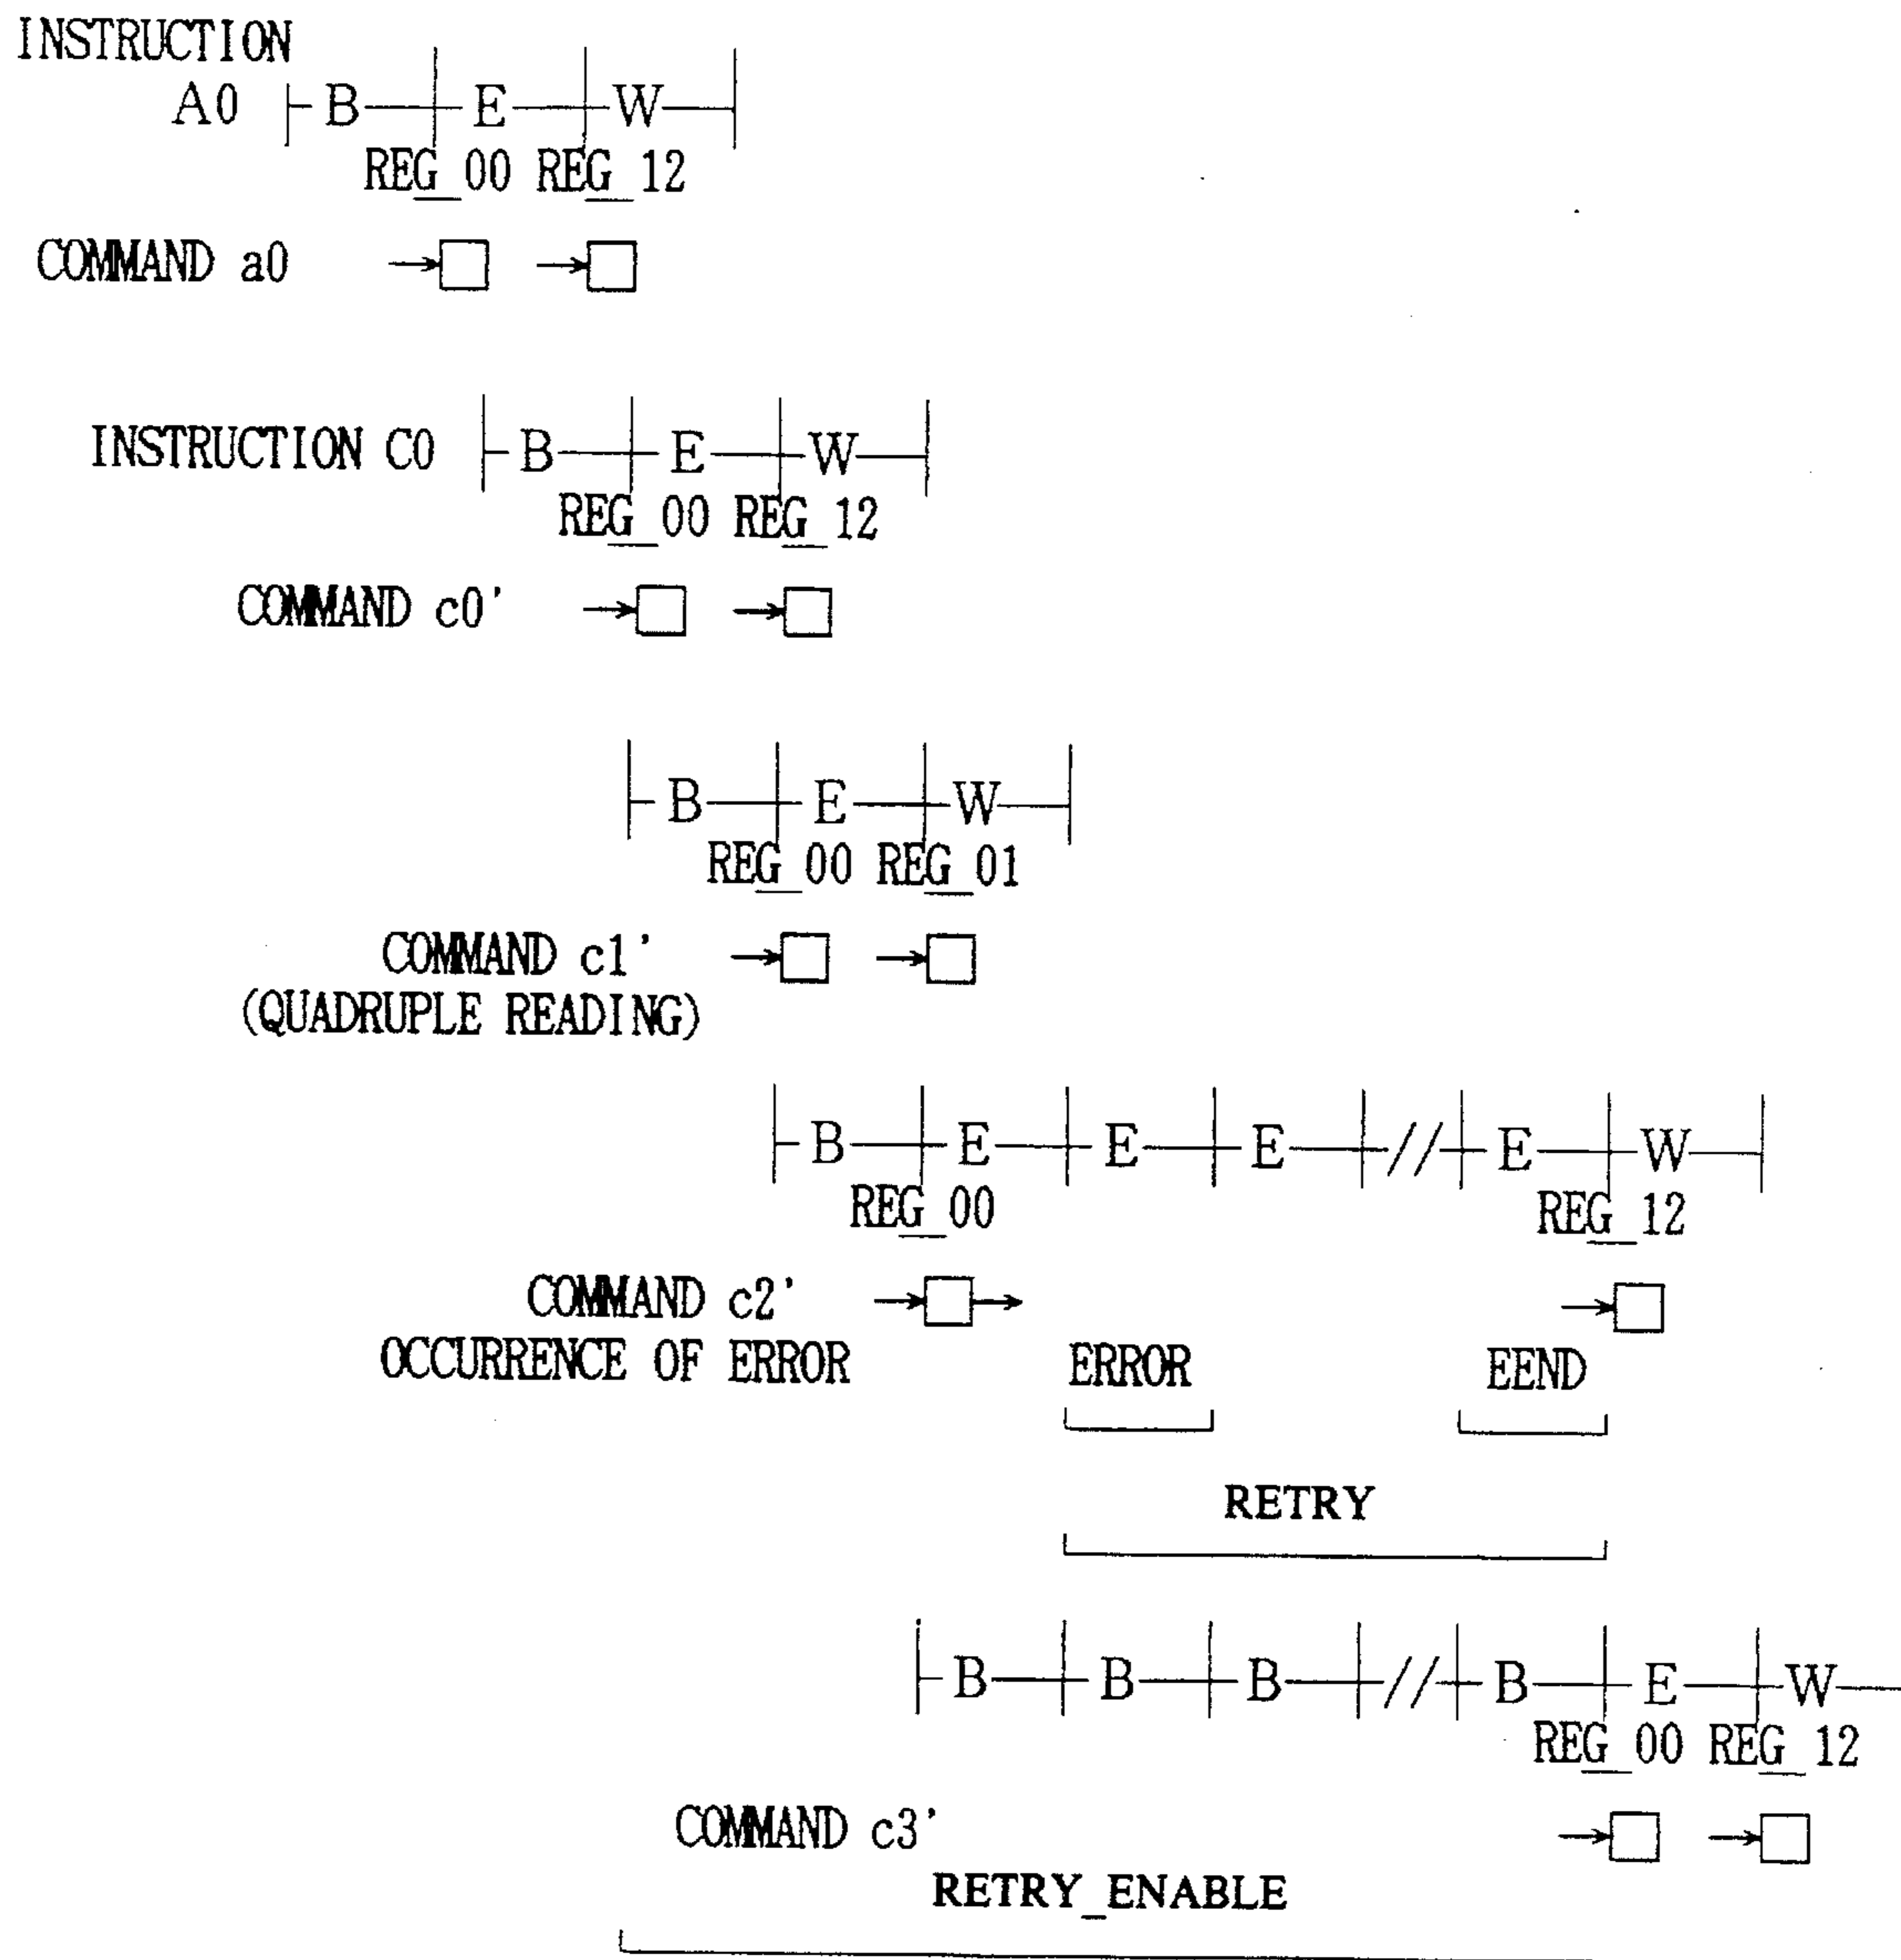 INSTRUCTION
A0 B E W
REG_00 REG_12
COMMAND a0
INSTRUCTION C0 B E W
REG_00 REG_12
COMMAND c0'
B E W
REG_00 REG_01
COMMAND c1'
(QUADRUPLE READING)
B E E E // E W
REG_00 REG_12
COMMAND c2'
OCCURRENCE OF ERROR ERROR EEND
RETRY
B B B // B E W
REG_00 REG_12
COMMAND c3'
RETRY_ENABLE